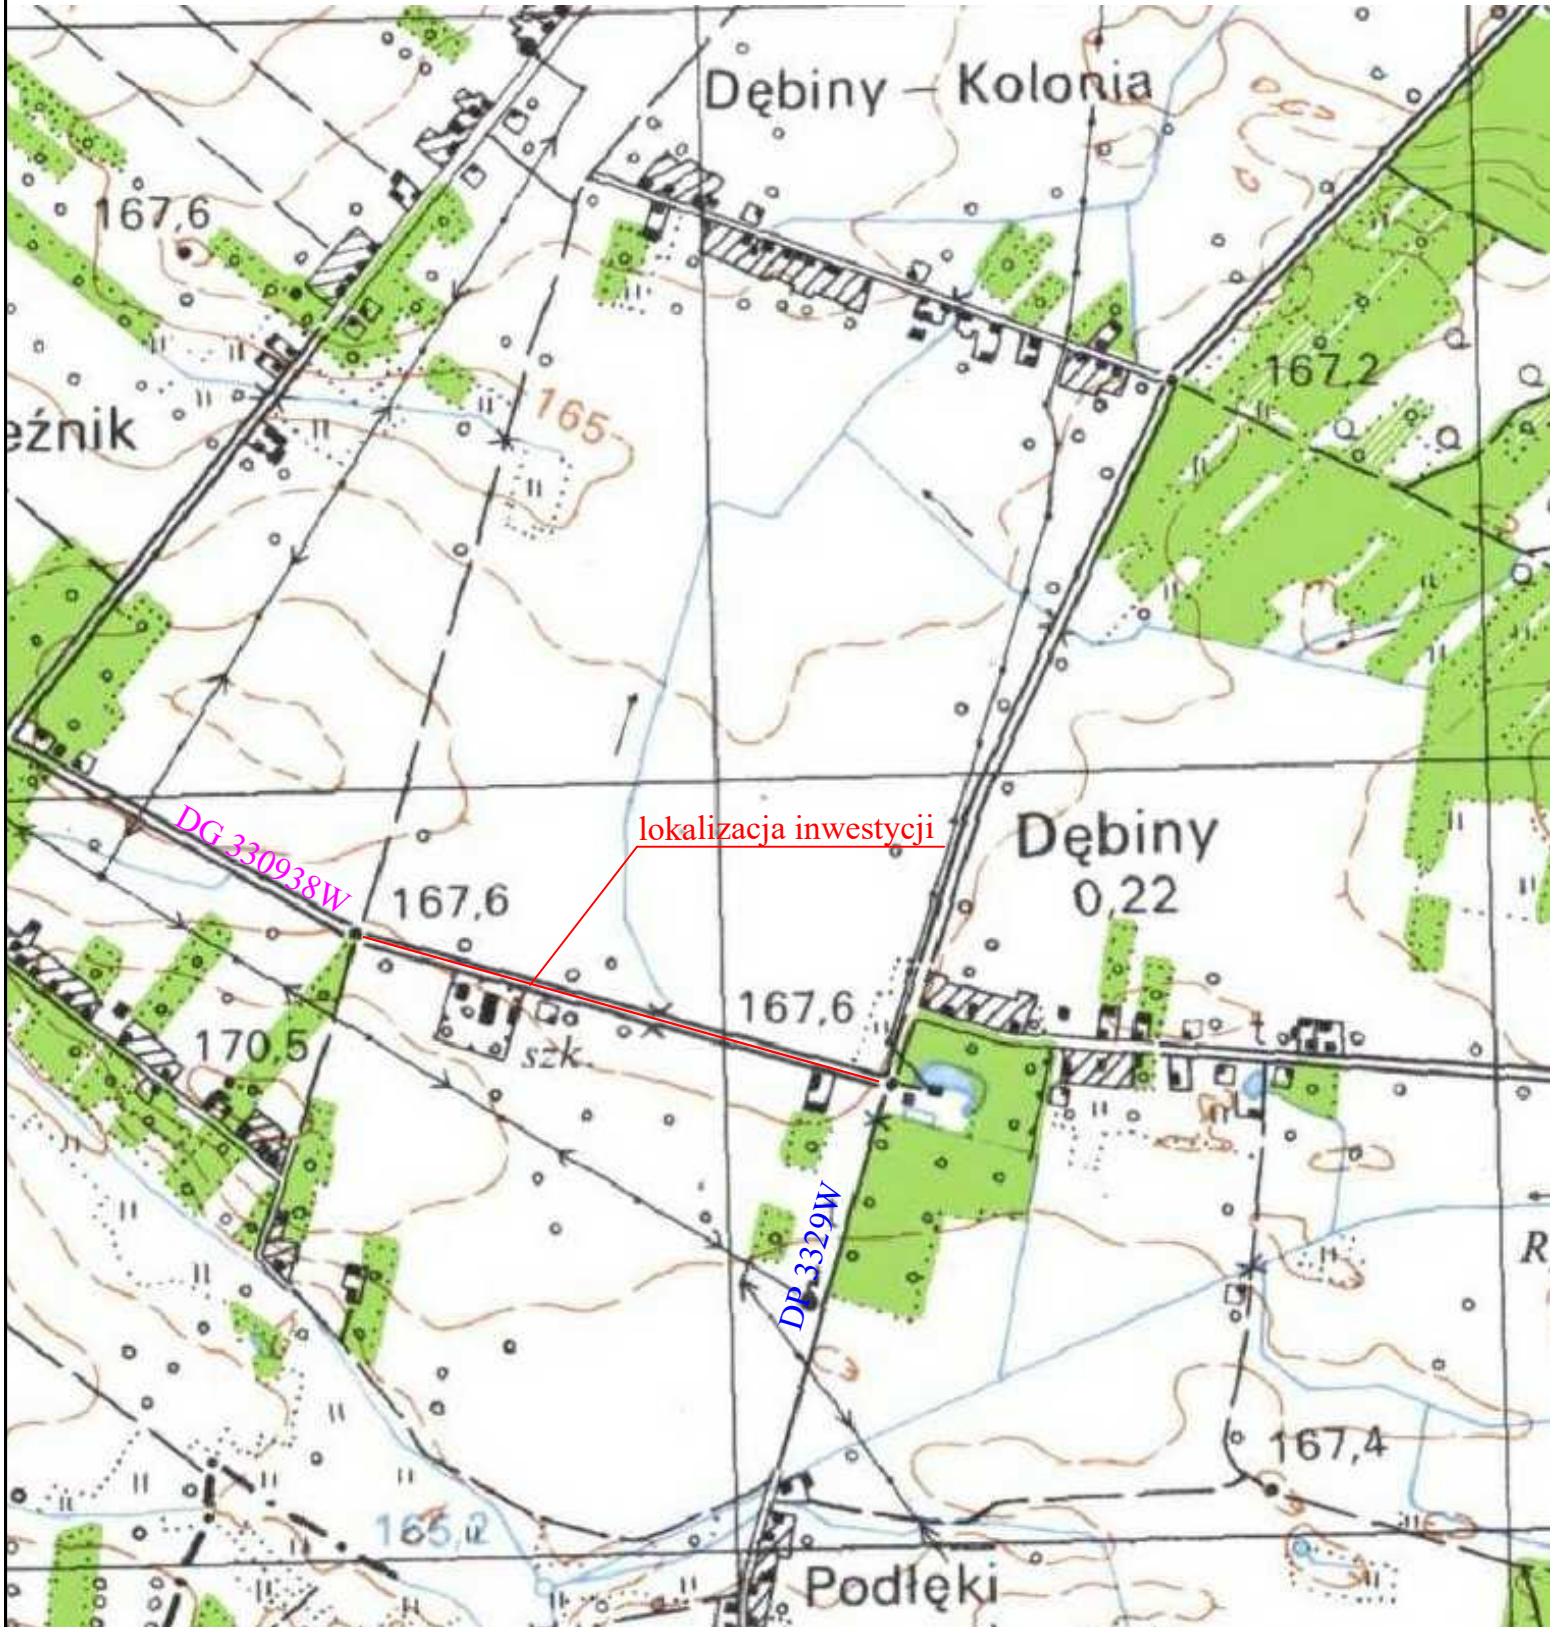 Dębiny - Kolonia
167,6
167,2
165
eźnik
DG 330938W
lokalizacja inwestycji
Dębiny
0,22
167,6
167,6
170,5
szk.
t
DP 3329W
R
167,4
165,2
Podłęki